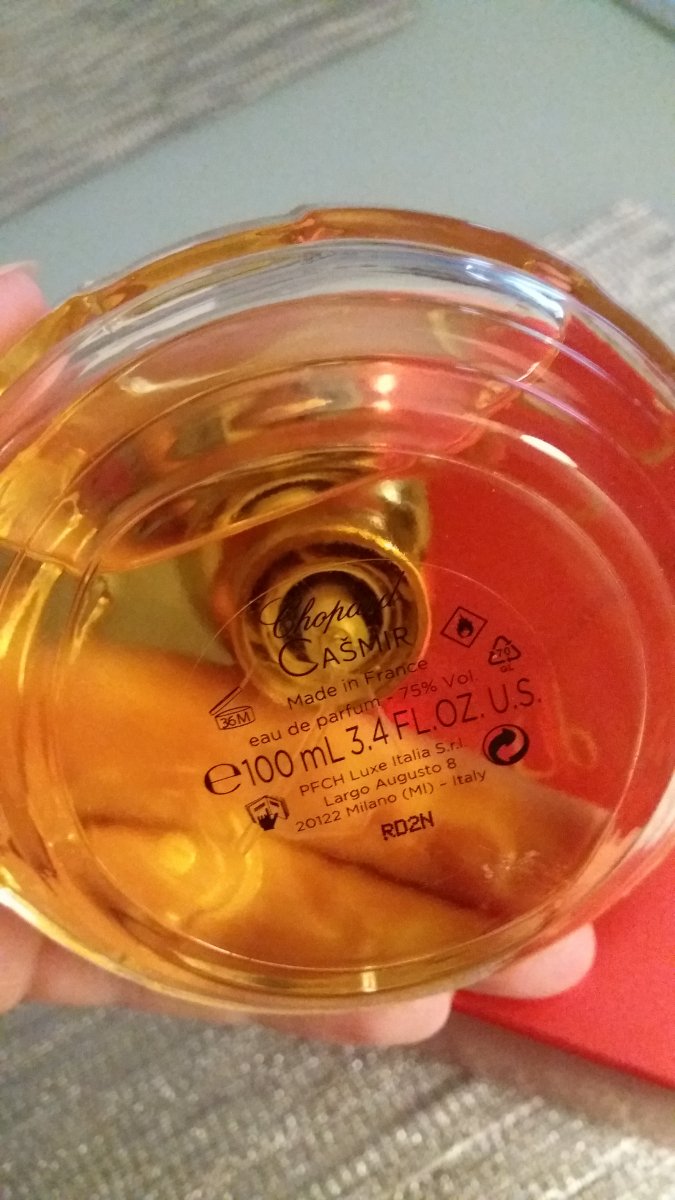 Chopard
CAŠMIR
Made in France
eau de parfum - 75% Vol.
36M
70
GL
℮100 mL 3.4 FL.OZ. U.S.
PFCH Luxe Italia S.r.l.
Largo Augusto 8
20122 Milano (MI) - Italy
RD2N